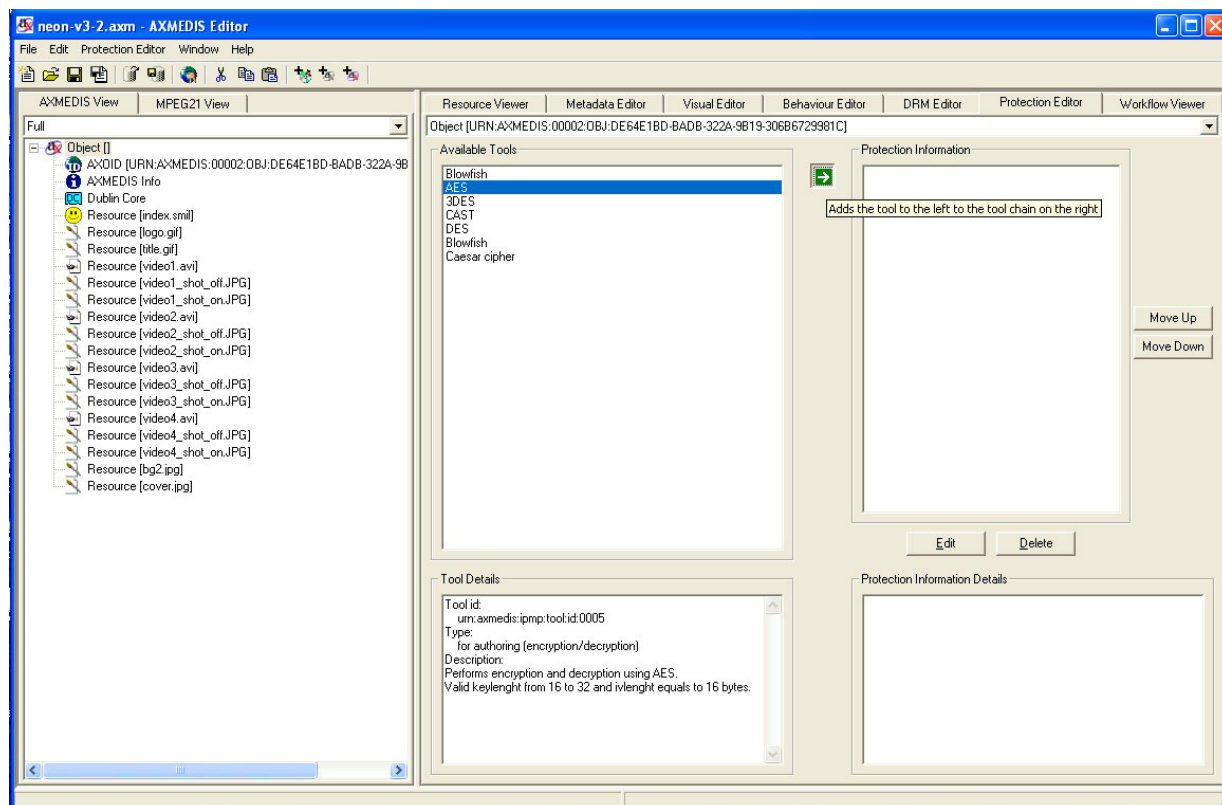 neon-v3-2.axm - AXMEDIS Editor
File Edit Protection Editor Window Help
AXMEDIS View MPEG21 View
Full
Object []
AXOID [URN:AXMEDIS:00002:OBJ:DE64E1BD-BADB-322A-9B
AXMEDIS Info
Dublin Core
Resource [index.smil]
Resource [logo.gif]
Resource [title.gif]
Resource [video1.avi]
Resource [video1_shot_off.JPG]
Resource [video1_shot_on.JPG]
Resource [video2.avi]
Resource [video2_shot_off.JPG]
Resource [video2_shot_on.JPG]
Resource [video3.avi]
Resource [video3_shot_off.JPG]
Resource [video3_shot_on.JPG]
Resource [video4.avi]
Resource [video4_shot_off.JPG]
Resource [video4_shot_on.JPG]
Resource [bg2.jpg]
Resource [cover.jpg]
Resource Viewer Metadata Editor Visual Editor Behaviour Editor DRM Editor Protection Editor Workflow Viewer
Object [URN:AXMEDIS:00002:OBJ:DE64E1BD-BADB-322A-9B19-306B6729981C]
Available Tools
Blowfish
AES
3DES
CAST
DES
Blowfish
Caesar cipher
Adds the tool to the left to the tool chain on the right
Protection Information
Move Up
Move Down
Edit Delete
Tool Details
Tool id:
urn:axmedis:ipmp:tool:id:0005
Type:
for authoring (encryption/decryption)
Description:
Performs encryption and decryption using AES.
Valid keylenght from 16 to 32 and ivlenght equals to 16 bytes.
Protection Information Details